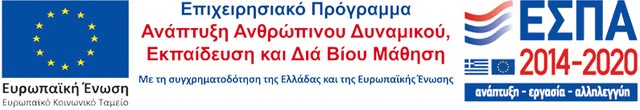 Ευρωπαϊκή Ένωση
Ευρωπαϊκό Κοινωνικό Ταμείο
Επιχειρησιακό Πρόγραμμα
Ανάπτυξη Ανθρώπινου Δυναμικού,
Εκπαίδευση και Διά Βίου Μάθηση
Με τη συγχρηματοδότηση της Ελλάδας και της Ευρωπαϊκής Ένωσης
ΕΣΠΑ
2014-2020
ανάπτυξη - εργασία - αλληλεγγύη